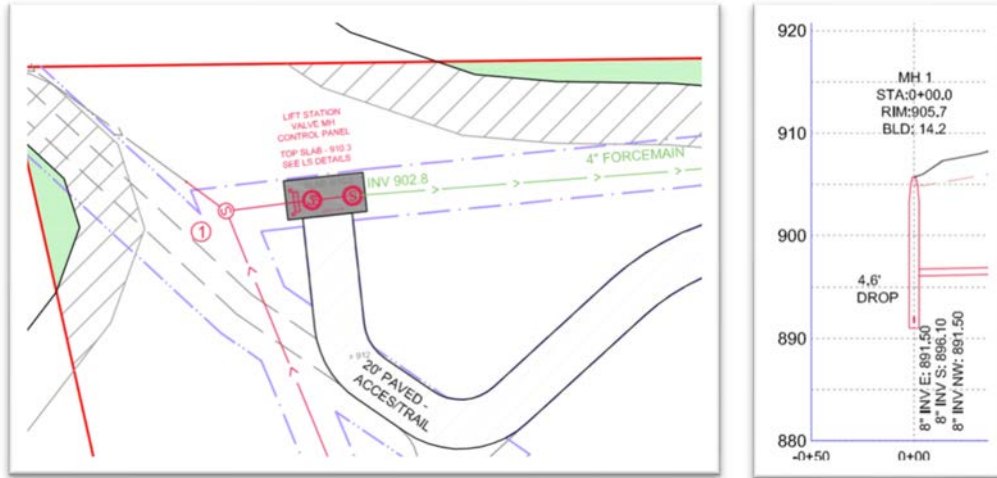 LIFT STATION
VALVE MH
CONTROL PANEL
TOP SLAB - 910.3
SEE LS DETAILS
INV 902.8
4" FORCEMAIN
S
1
S
> 912
20' PAVED -
ACCES/TRAIL
920
910
900
890
880
MH 1
STA:0+00.0
RIM:905.7
BLD: 14.2
4.6'
DROP
8" INV E: 891.50
8" INV S: 896.10
8" INV NW: 891.50
-0+50
0+00